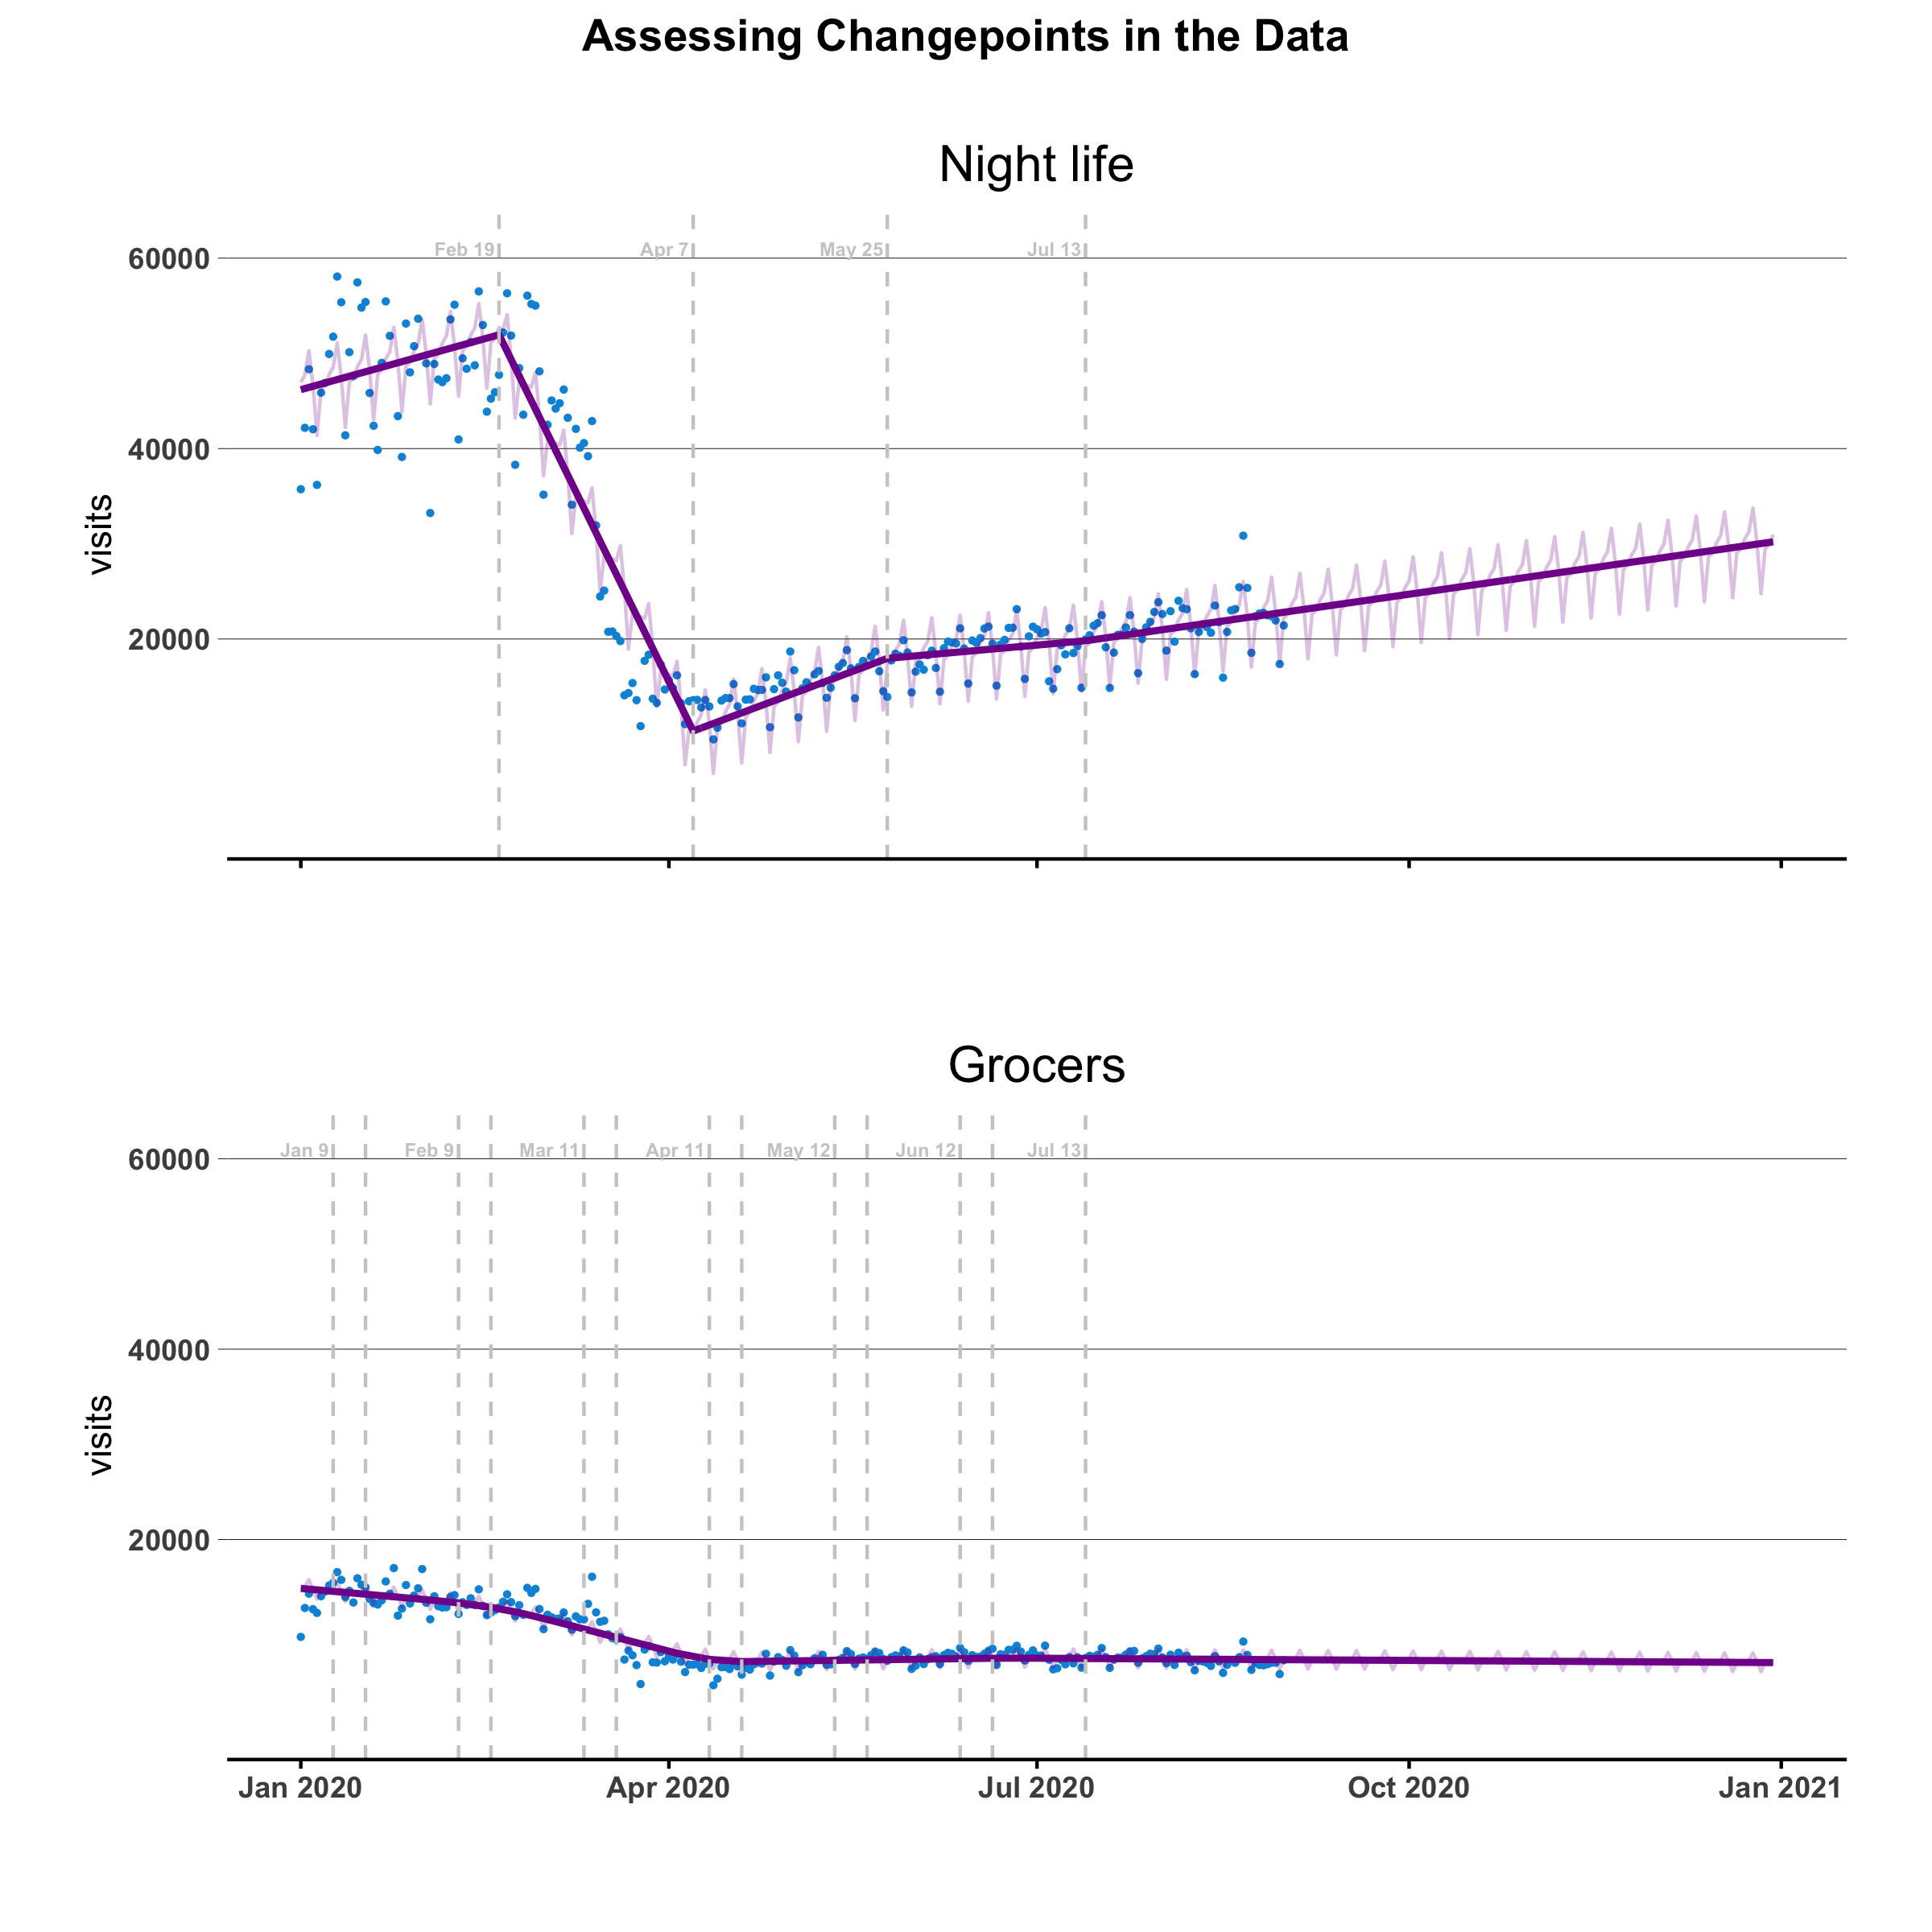 Assessing Changepoints in the Data
Night life
visits
60000
40000
20000
Feb 19
Apr 7
May 25
Jul 13
Grocers
visits
60000
40000
20000
Jan 9
Feb 9
Mar 11
Apr 11
May 12
Jun 12
Jul 13
Jan 2020
Apr 2020
Jul 2020
Oct 2020
Jan 2021